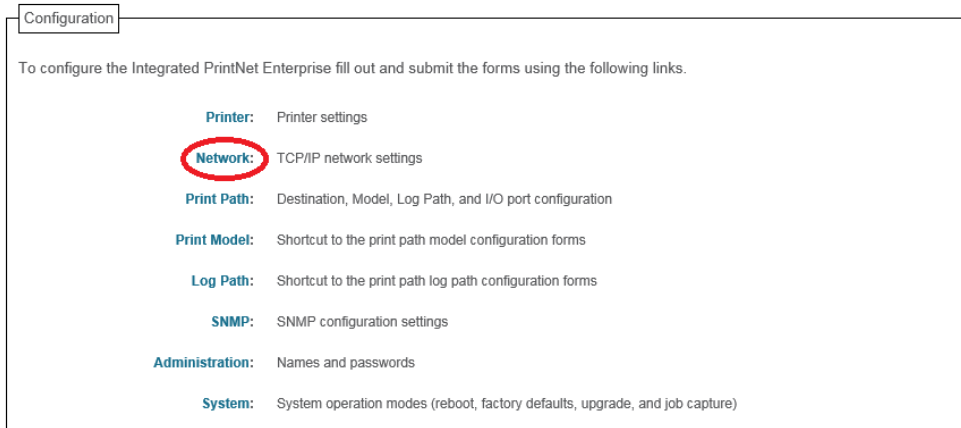 Configuration
To configure the Integrated PrintNet Enterprise fill out and submit the forms using the following links.
Printer: Printer settings
Network: TCP/IP network settings
Print Path: Destination, Model, Log Path, and I/O port configuration
Print Model: Shortcut to the print path model configuration forms
Log Path: Shortcut to the print path log path configuration forms
SNMP: SNMP configuration settings
Administration: Names and passwords
System: System operation modes (reboot, factory defaults, upgrade, and job capture)